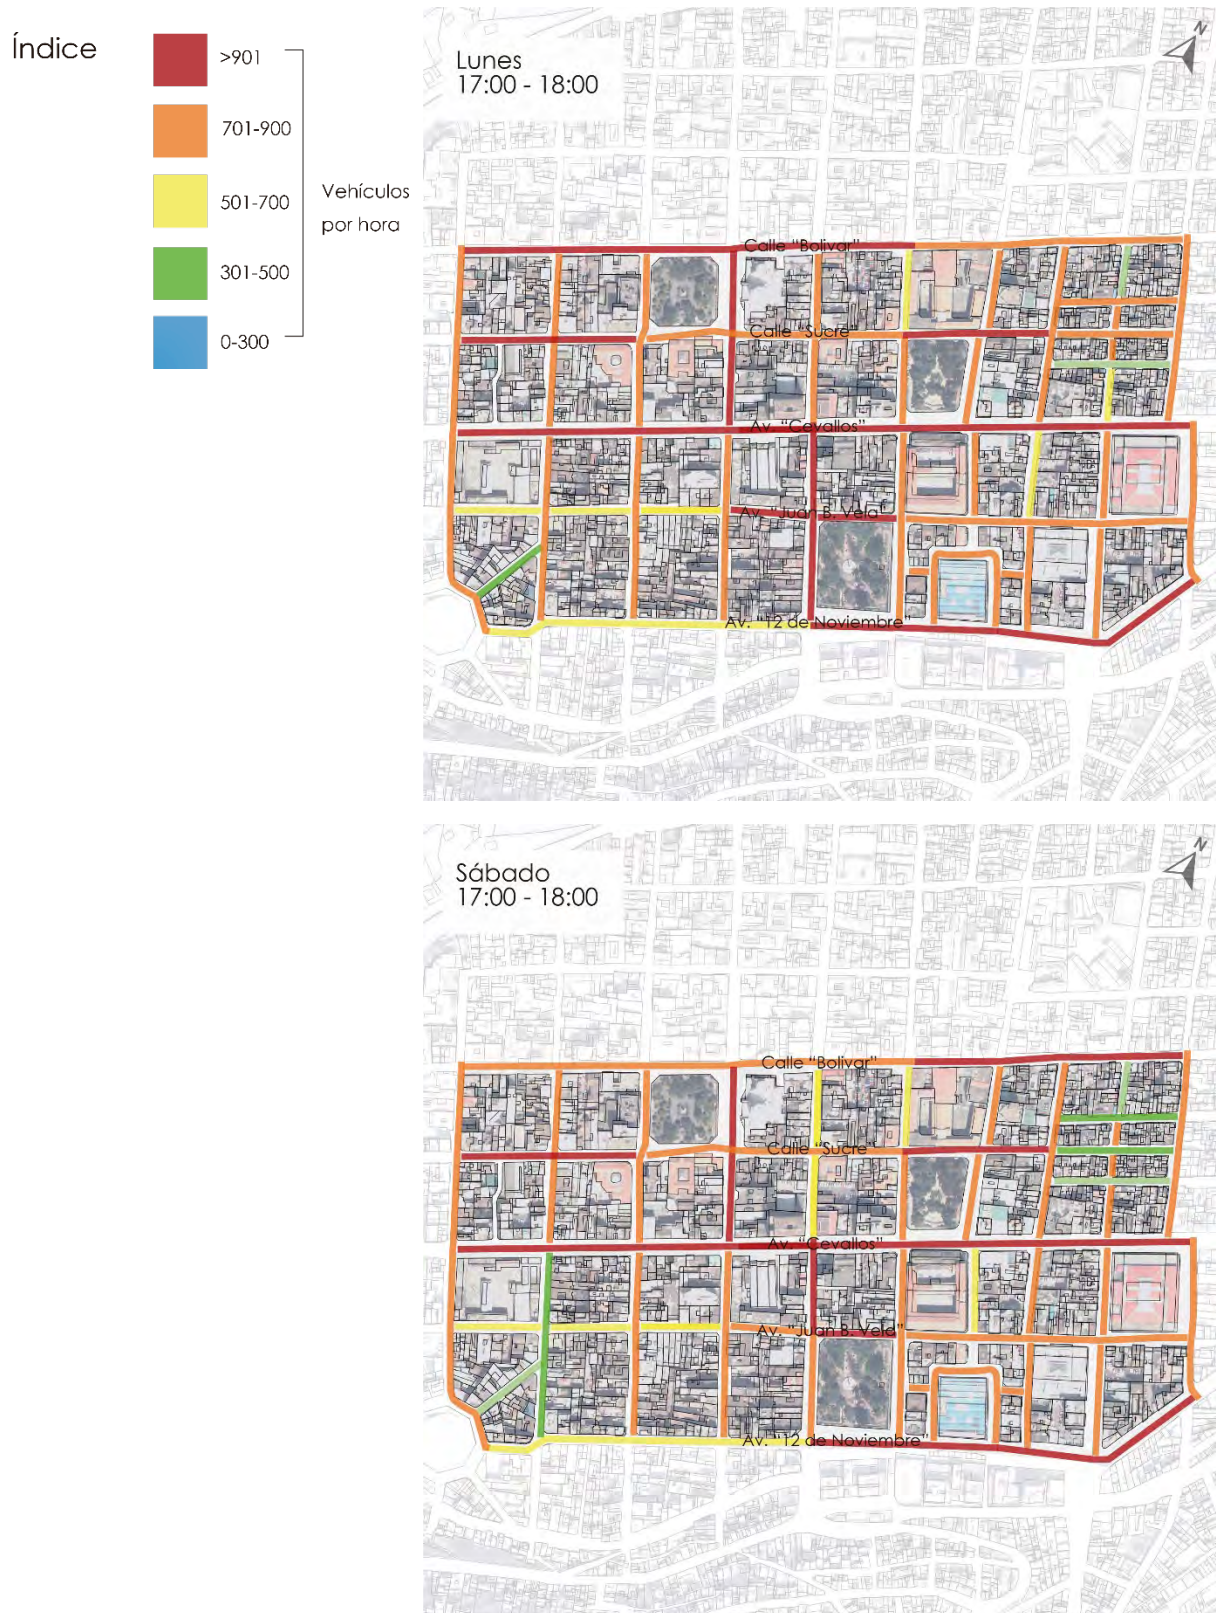 Índice
>901
701-900
501-700
301-500
0-300
Vehículos
por hora
Lunes
17:00 - 18:00
N
Calle "Bolivar"
Calle "Sucre"
Av. "Cevallos"
Av. "Juan B. Vela"
Av. "12 de Noviembre"
Sábado
17:00 - 18:00
N
Calle "Bolivar"
Calle "Sucre"
Av. "Cevallos"
Av. "Juan B. Vela"
Av. "12 de Noviembre"